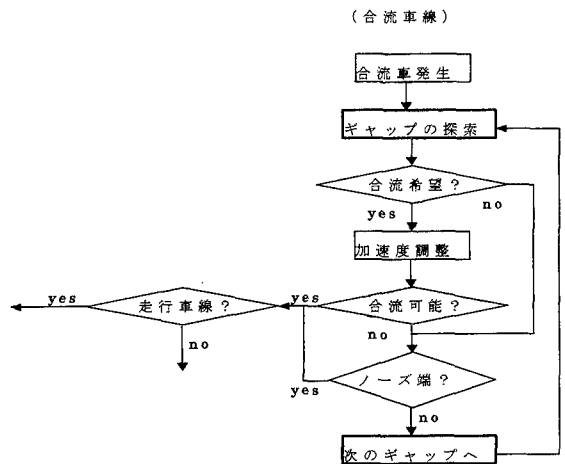 (合流車線)
合流車発生
ギャップの探索
合流希望?
yes
no
加速度調整
yes
走行車線?
yes
合流可能?
no
no
yes
ノーズ端?
no
次のギャップへ